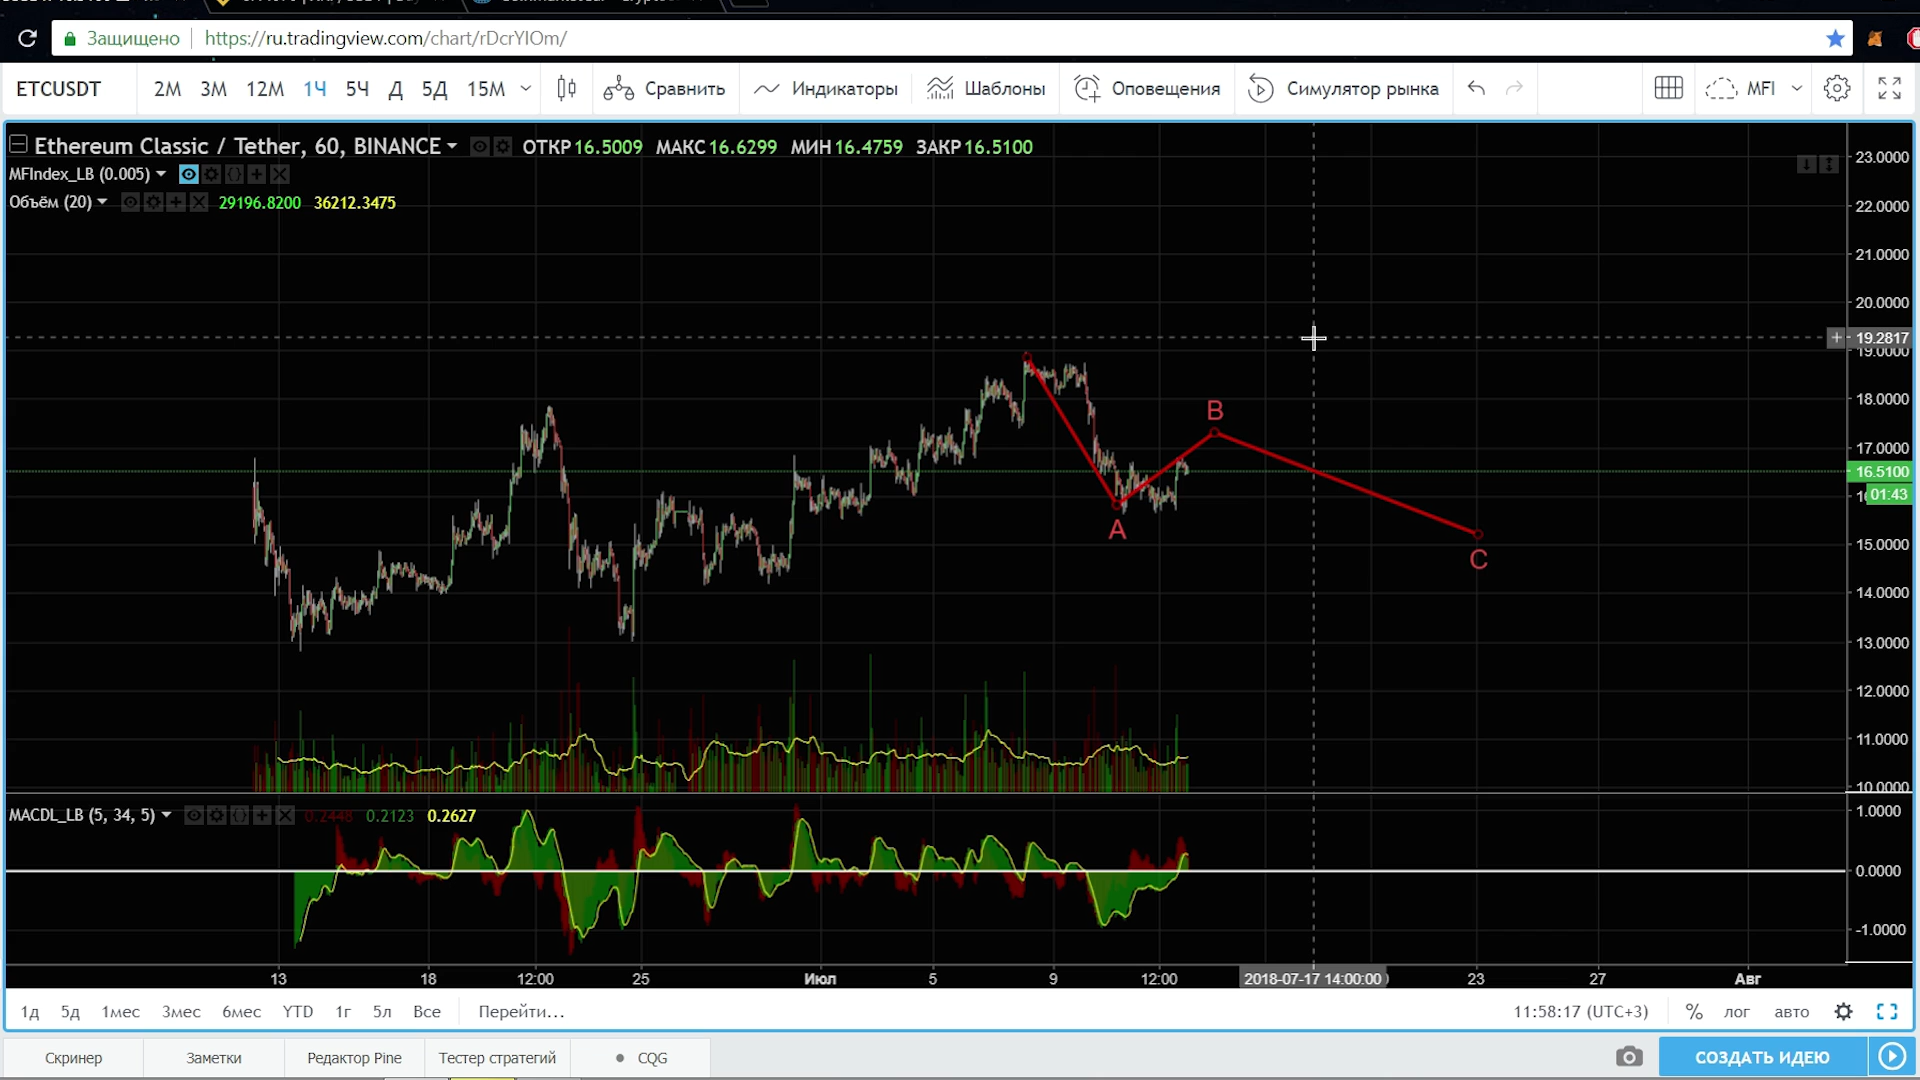 Защищено https://ru.tradingview.com/chart/rDcrYIOm/
ETCUSDT 2М 3М 12М 1Ч 5Ч Д 5Д 15М Сравнить Индикаторы Шаблоны Оповещения Симулятор рынка MFI
Ethereum Classic / Tether, 60, BINANCE ОТКР 16.5009 МАКС 16.6299 МИН 16.4759 ЗАКР 16.5100
MFIndex_LB (0.005)
Объём (20) 29196.8200 36212.3475
23.0000
22.0000
21.0000
20.0000
19.2817
19.0000
18.0000
B
17.0000
16.5100
01:43
A
15.0000
C
14.0000
13.0000
12.0000
11.0000
10.0000
MACDL_LB (5, 34, 5) 0.2448 0.2123 0.2627
1.0000
0.0000
-1.0000
13 18 12:00 25 Июл 5 9 12:00 2018-07-17 14:00:00 23 27 Авг
1д 5д 1мес 3мес 6мес YTD 1г 5л Все Перейти... 11:58:17 (UTC+3) % лог авто
Скринер Заметки Редактор Pine Тестер стратегий CQG СОЗДАТЬ ИДЕЮ